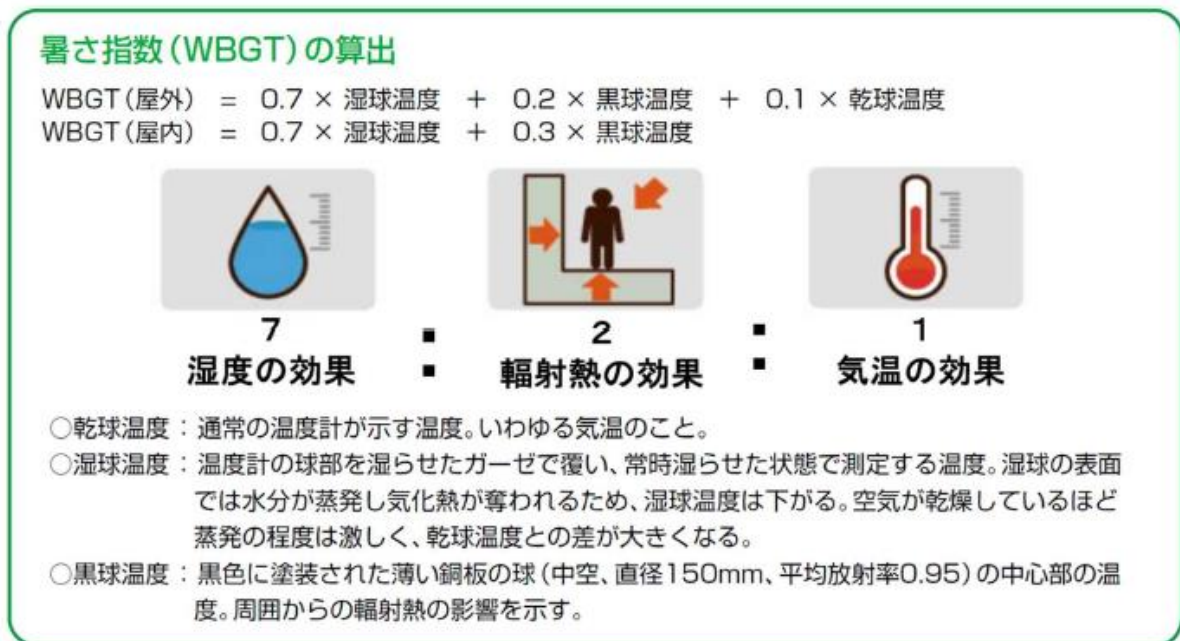 暑さ指数(WBGT)の算出
WBGT(屋外) = 0.7 × 湿球温度 + 0.2 × 黒球温度 + 0.1 × 乾球温度
WBGT(屋内) = 0.7 × 湿球温度 + 0.3 × 黒球温度
7 : 2 : 1
湿度の効果 輻射熱の効果 気温の効果
○乾球温度:通常の温度計が示す温度。いわゆる気温のこと。
○湿球温度:温度計の球部を湿らせたガーゼで覆い、常時湿らせた状態で測定する温度。湿球の表面
では水分が蒸発し気化熱が奪われるため、湿球温度は下がる。空気が乾燥しているほど
蒸発の程度は激しく、乾球温度との差が大きくなる。
○黒球温度:黒色に塗装された薄い銅板の球(中空、直径150mm、平均放射率0.95)の中心部の温
度。周囲からの輻射熱の影響を示す。